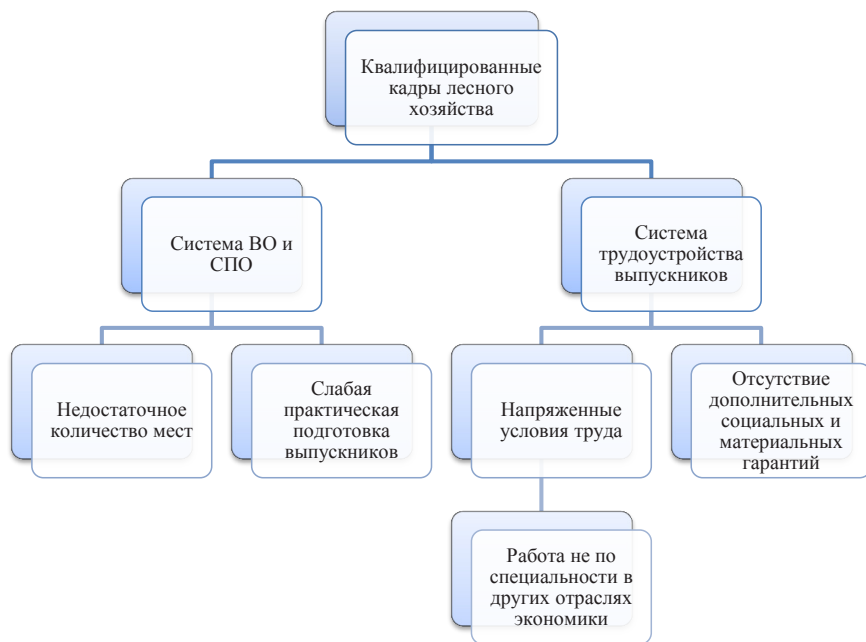 Квалифицированные
кадры лесного
хозяйства
Система ВО и
СПО
Система
трудоустройства
выпускников
Недостаточное
количество мест
Слабая
практическая
подготовка
выпускников
Напряженные
условия труда
Отсутствие
дополнительных
социальных и
материальных
гарантий
Работа не по
специальности в
других отраслях
экономики